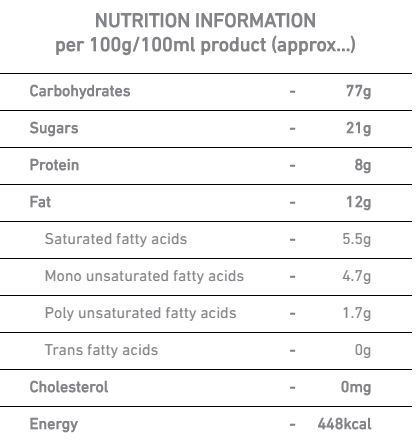 NUTRITION INFORMATION
per 100g/100ml product (approx...)
Carbohydrates - 77g
Sugars - 21g
Protein - 8g
Fat - 12g
Saturated fatty acids - 5.5g
Mono unsaturated fatty acids - 4.7g
Poly unsaturated fatty acids - 1.7g
Trans fatty acids - 0g
Cholesterol - 0mg
Energy - 448kcal